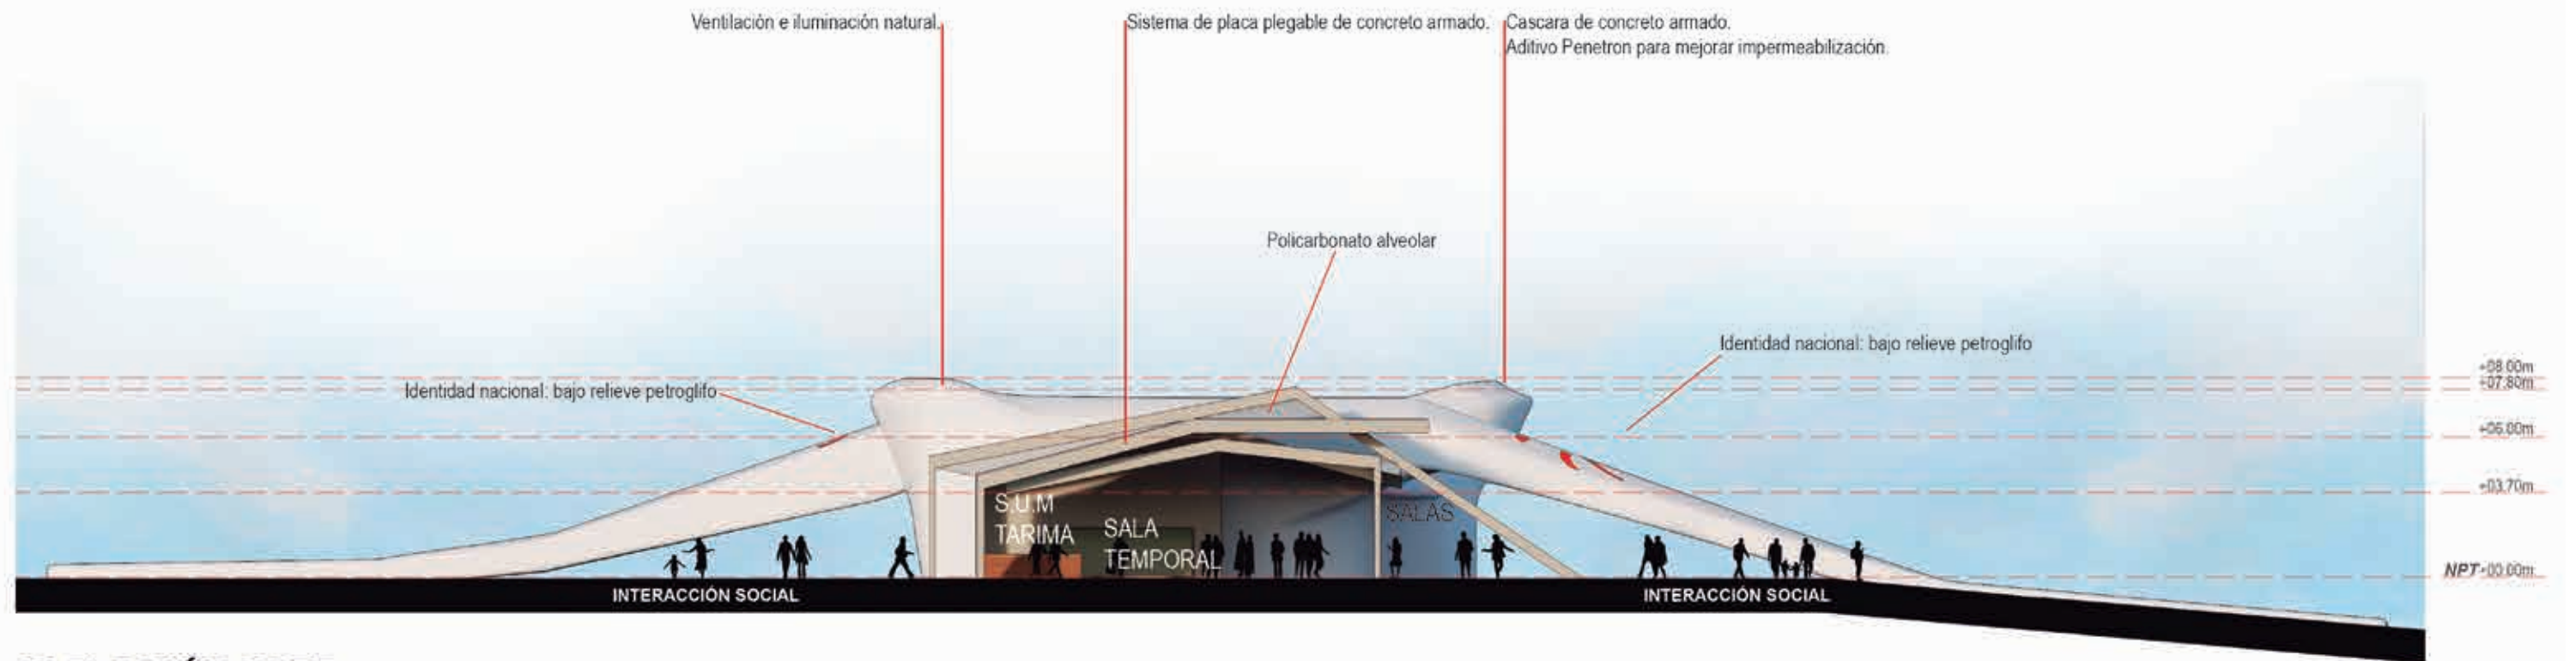 Ventilación e iluminación natural.
Sistema de placa plegable de concreto armado.
Cascara de concreto armado.
Aditivo Penetron para mejorar impermeabilización.
Policarbonato alveolar
Identidad nacional: bajo relieve petroglifo
Identidad nacional: bajo relieve petroglifo
+08.00m
+07.80m
+06.00m
+03.70m
NPT+00.00m
S.U.M
TARIMA
SALA
TEMPORAL
SALAS
INTERACCIÓN SOCIAL
INTERACCIÓN SOCIAL